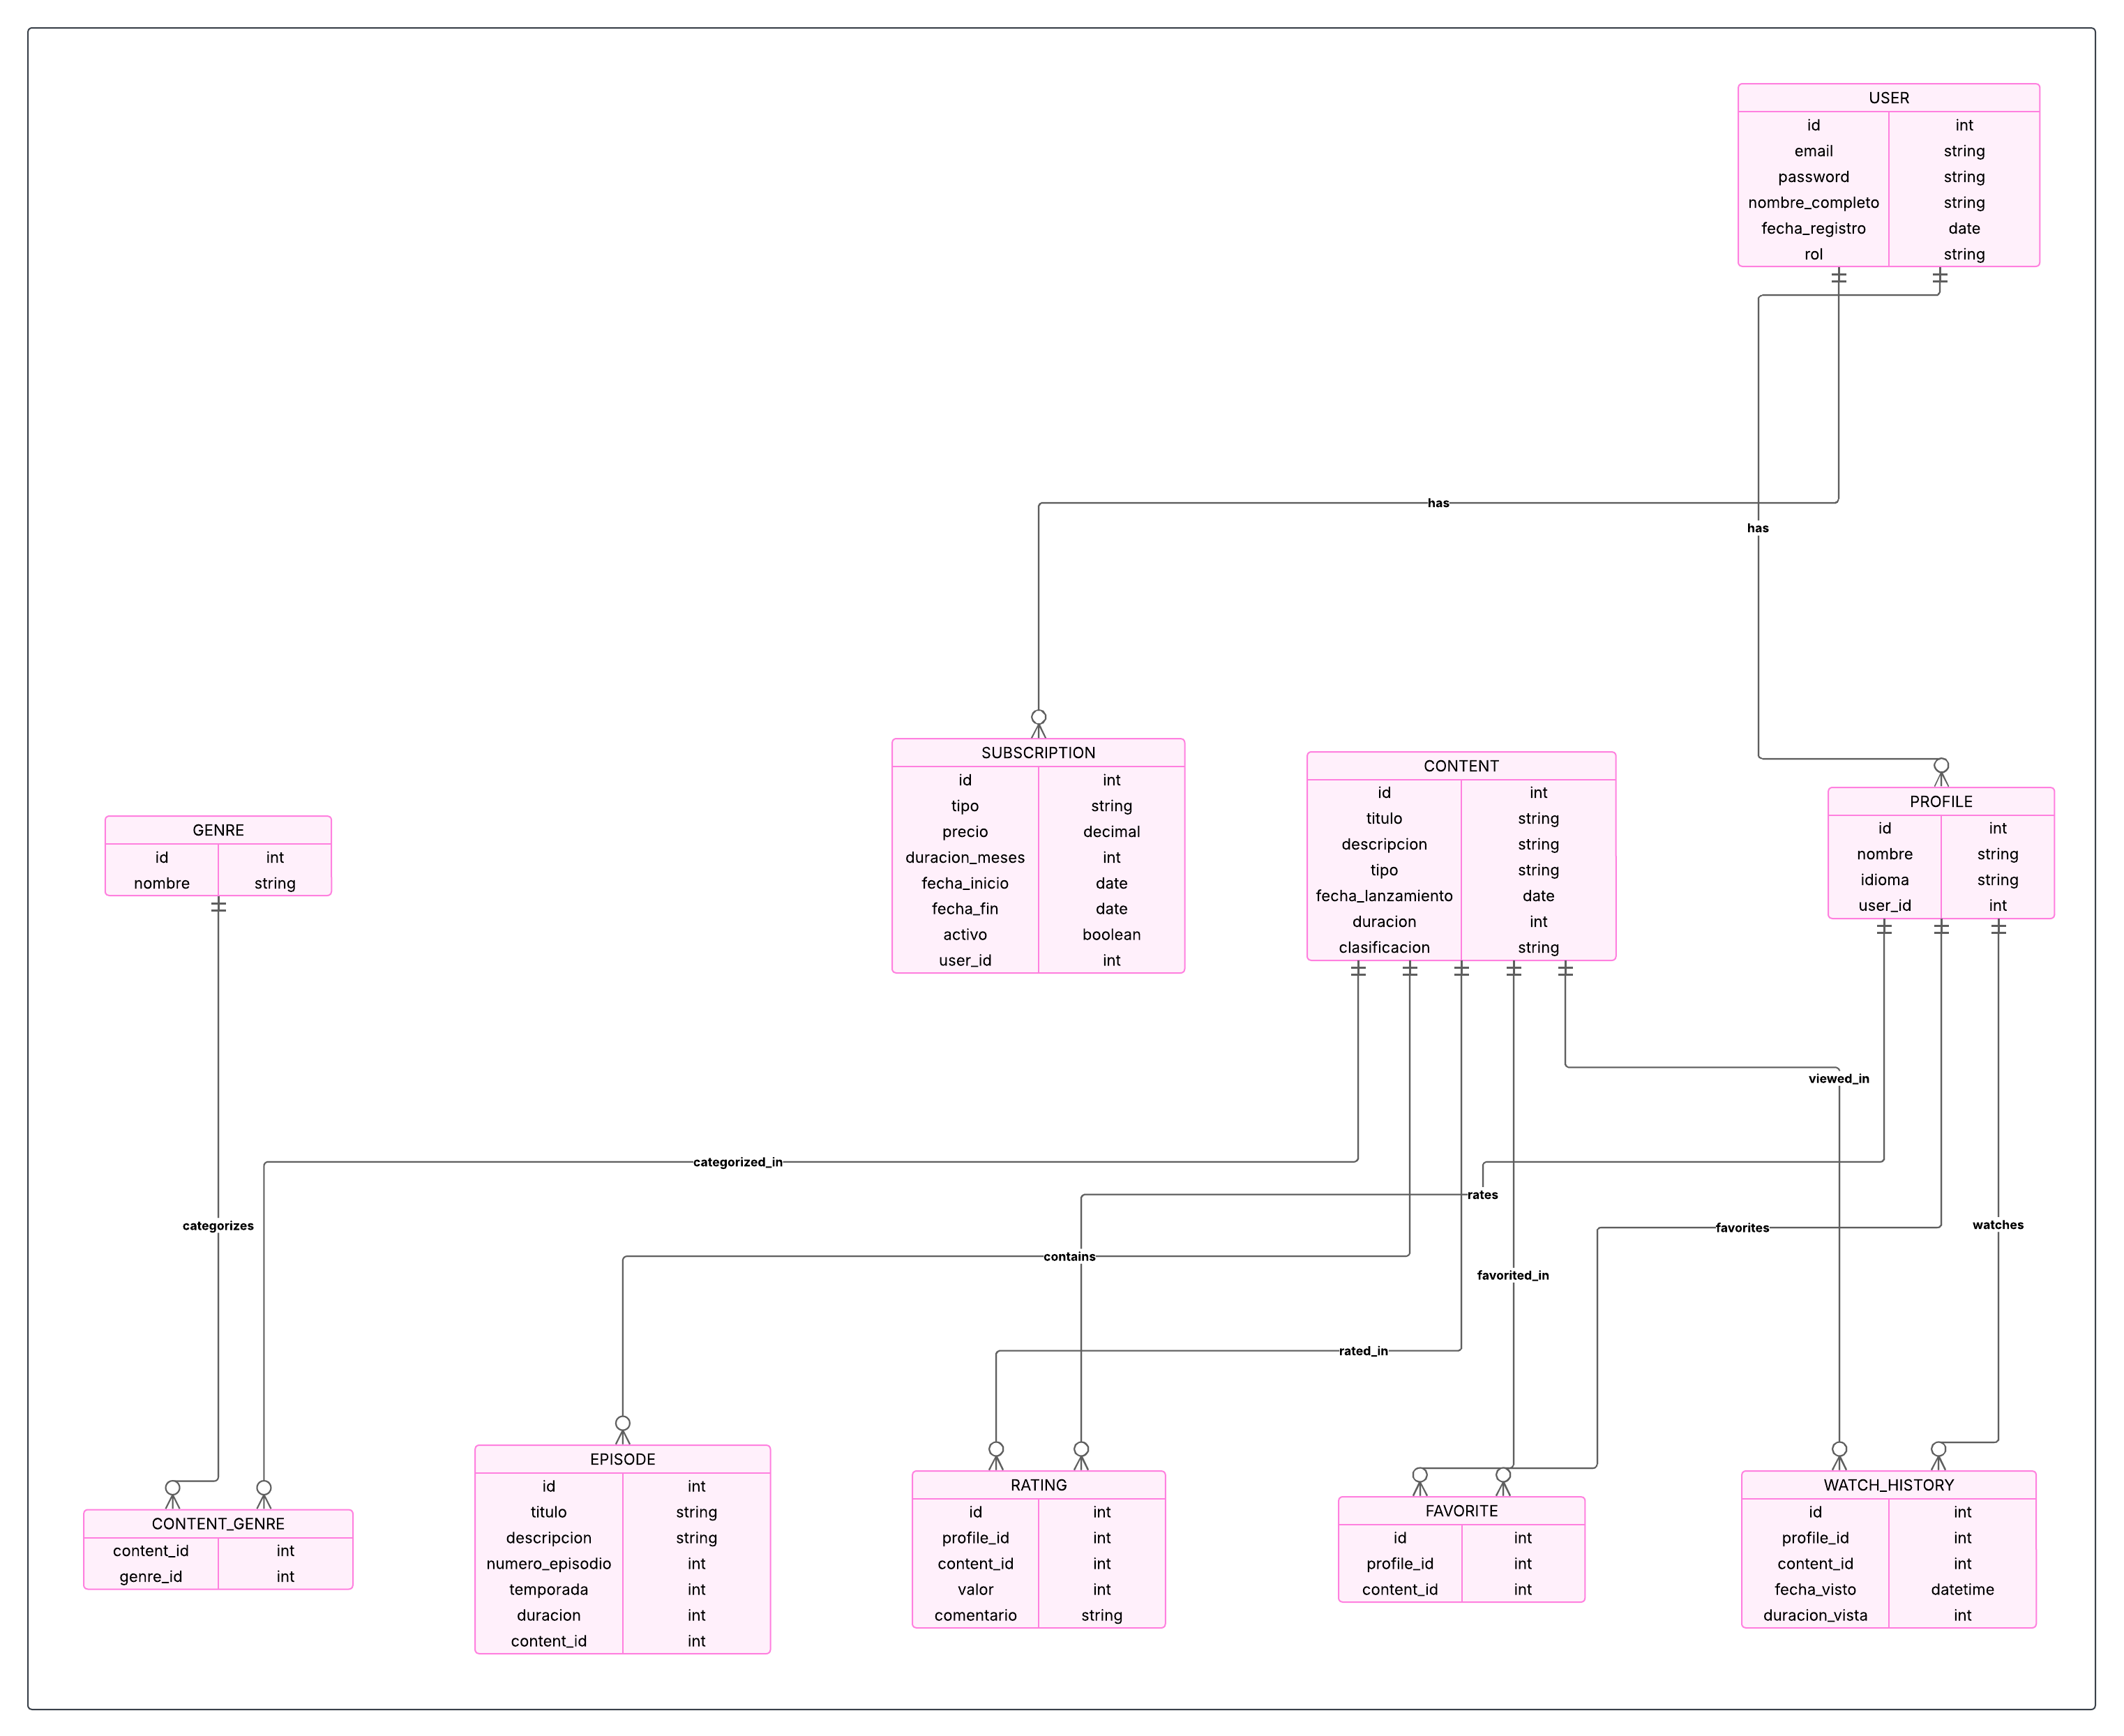 USER
id int
email string
password string
nombre_completo string
fecha_registro date
rol string
has
has
SUBSCRIPTION
id int
tipo string
precio decimal
duracion_meses int
fecha_inicio date
fecha_fin date
activo boolean
user_id int
CONTENT
id int
titulo string
descripcion string
tipo string
fecha_lanzamiento date
duracion int
clasificacion string
PROFILE
id int
nombre string
idioma string
user_id int
GENRE
id int
nombre string
viewed_in
categorized_in
rates
categorizes
favorites
watches
contains
favorited_in
rated_in
CONTENT_GENRE
content_id int
genre_id int
EPISODE
id int
titulo string
descripcion string
numero_episodio int
temporada int
duracion int
content_id int
RATING
id int
profile_id int
content_id int
valor int
comentario string
FAVORITE
id int
profile_id int
content_id int
WATCH_HISTORY
id int
profile_id int
content_id int
fecha_visto datetime
duracion_vista int